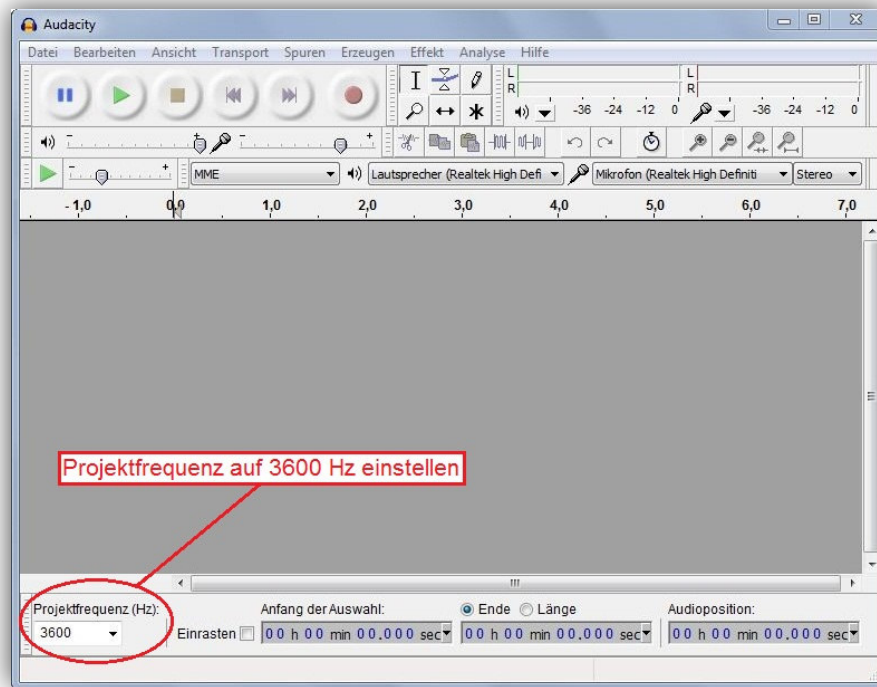 Audacity
Datei Bearbeiten Ansicht Transport Spuren Erzeugen Effekt Analyse Hilfe
L
R
-36 -24 -12 0
L
R
-36 -24 -12 0
MME
Lautsprecher (Realtek High Defi
Mikrofon (Realtek High Definiti
Stereo
- 1,0 0,0 1,0 2,0 3,0 4,0 5,0 6,0 7,0
Projektfrequenz auf 3600 Hz einstellen
Projektfrequenz (Hz): Anfang der Auswahl: Ende Länge Audioposition:
3600 Einrasten 00 h 00 min 00.000 sec 00 h 00 min 00.000 sec 00 h 00 min 00.000 sec